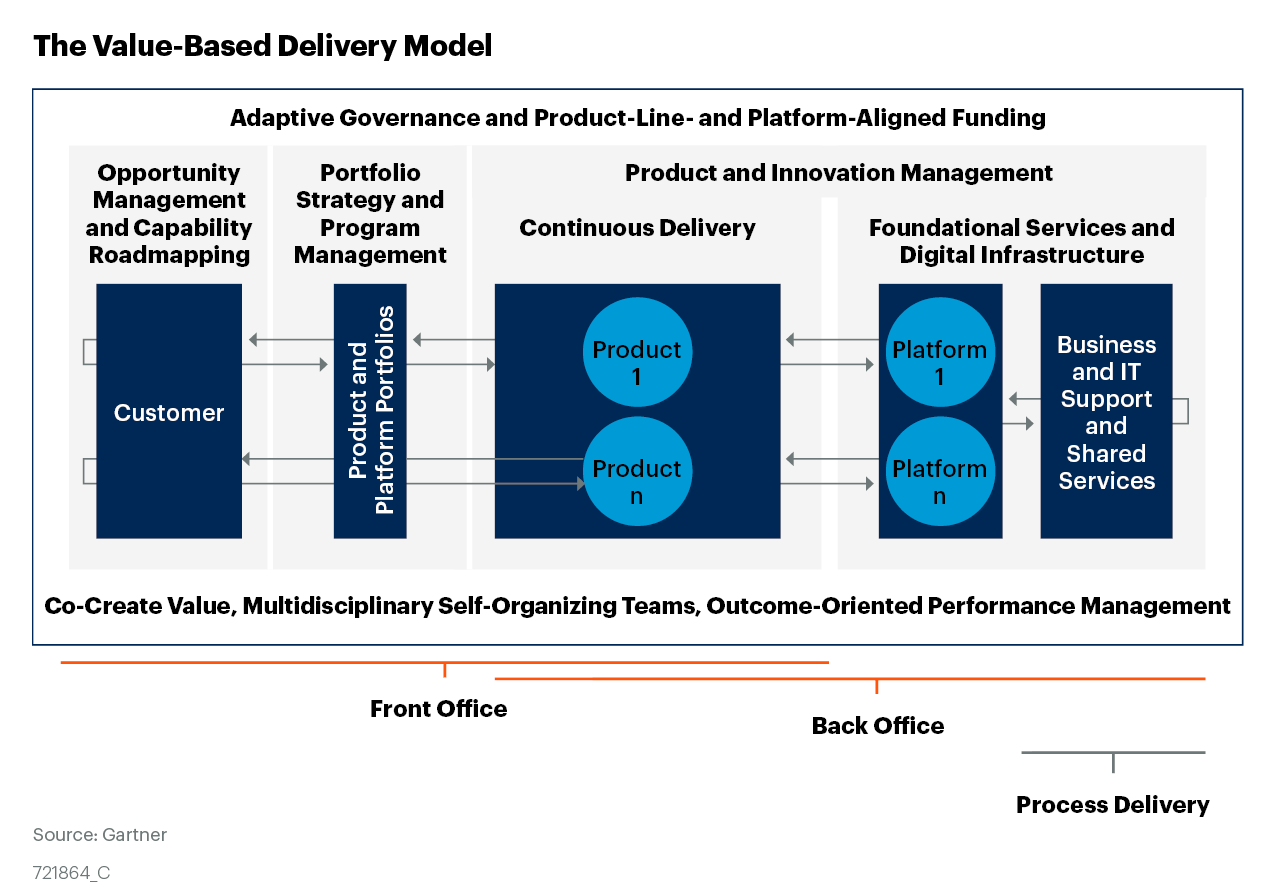 The Value-Based Delivery Model
Adaptive Governance and Product-Line- and Platform-Aligned Funding
Opportunity
Management
and Capability
Roadmapping
Portfolio
Strategy and
Program
Management
Product and Innovation Management
Continuous Delivery
Foundational Services and
Digital Infrastructure
Customer
Product and
Platform Portfolios
Product
1
Product
n
Platform
1
Platform
n
Business
and IT
Support
and
Shared
Services
Co-Create Value, Multidisciplinary Self-Organizing Teams, Outcome-Oriented Performance Management
Front Office
Back Office
Process Delivery
Source: Gartner
721864_C